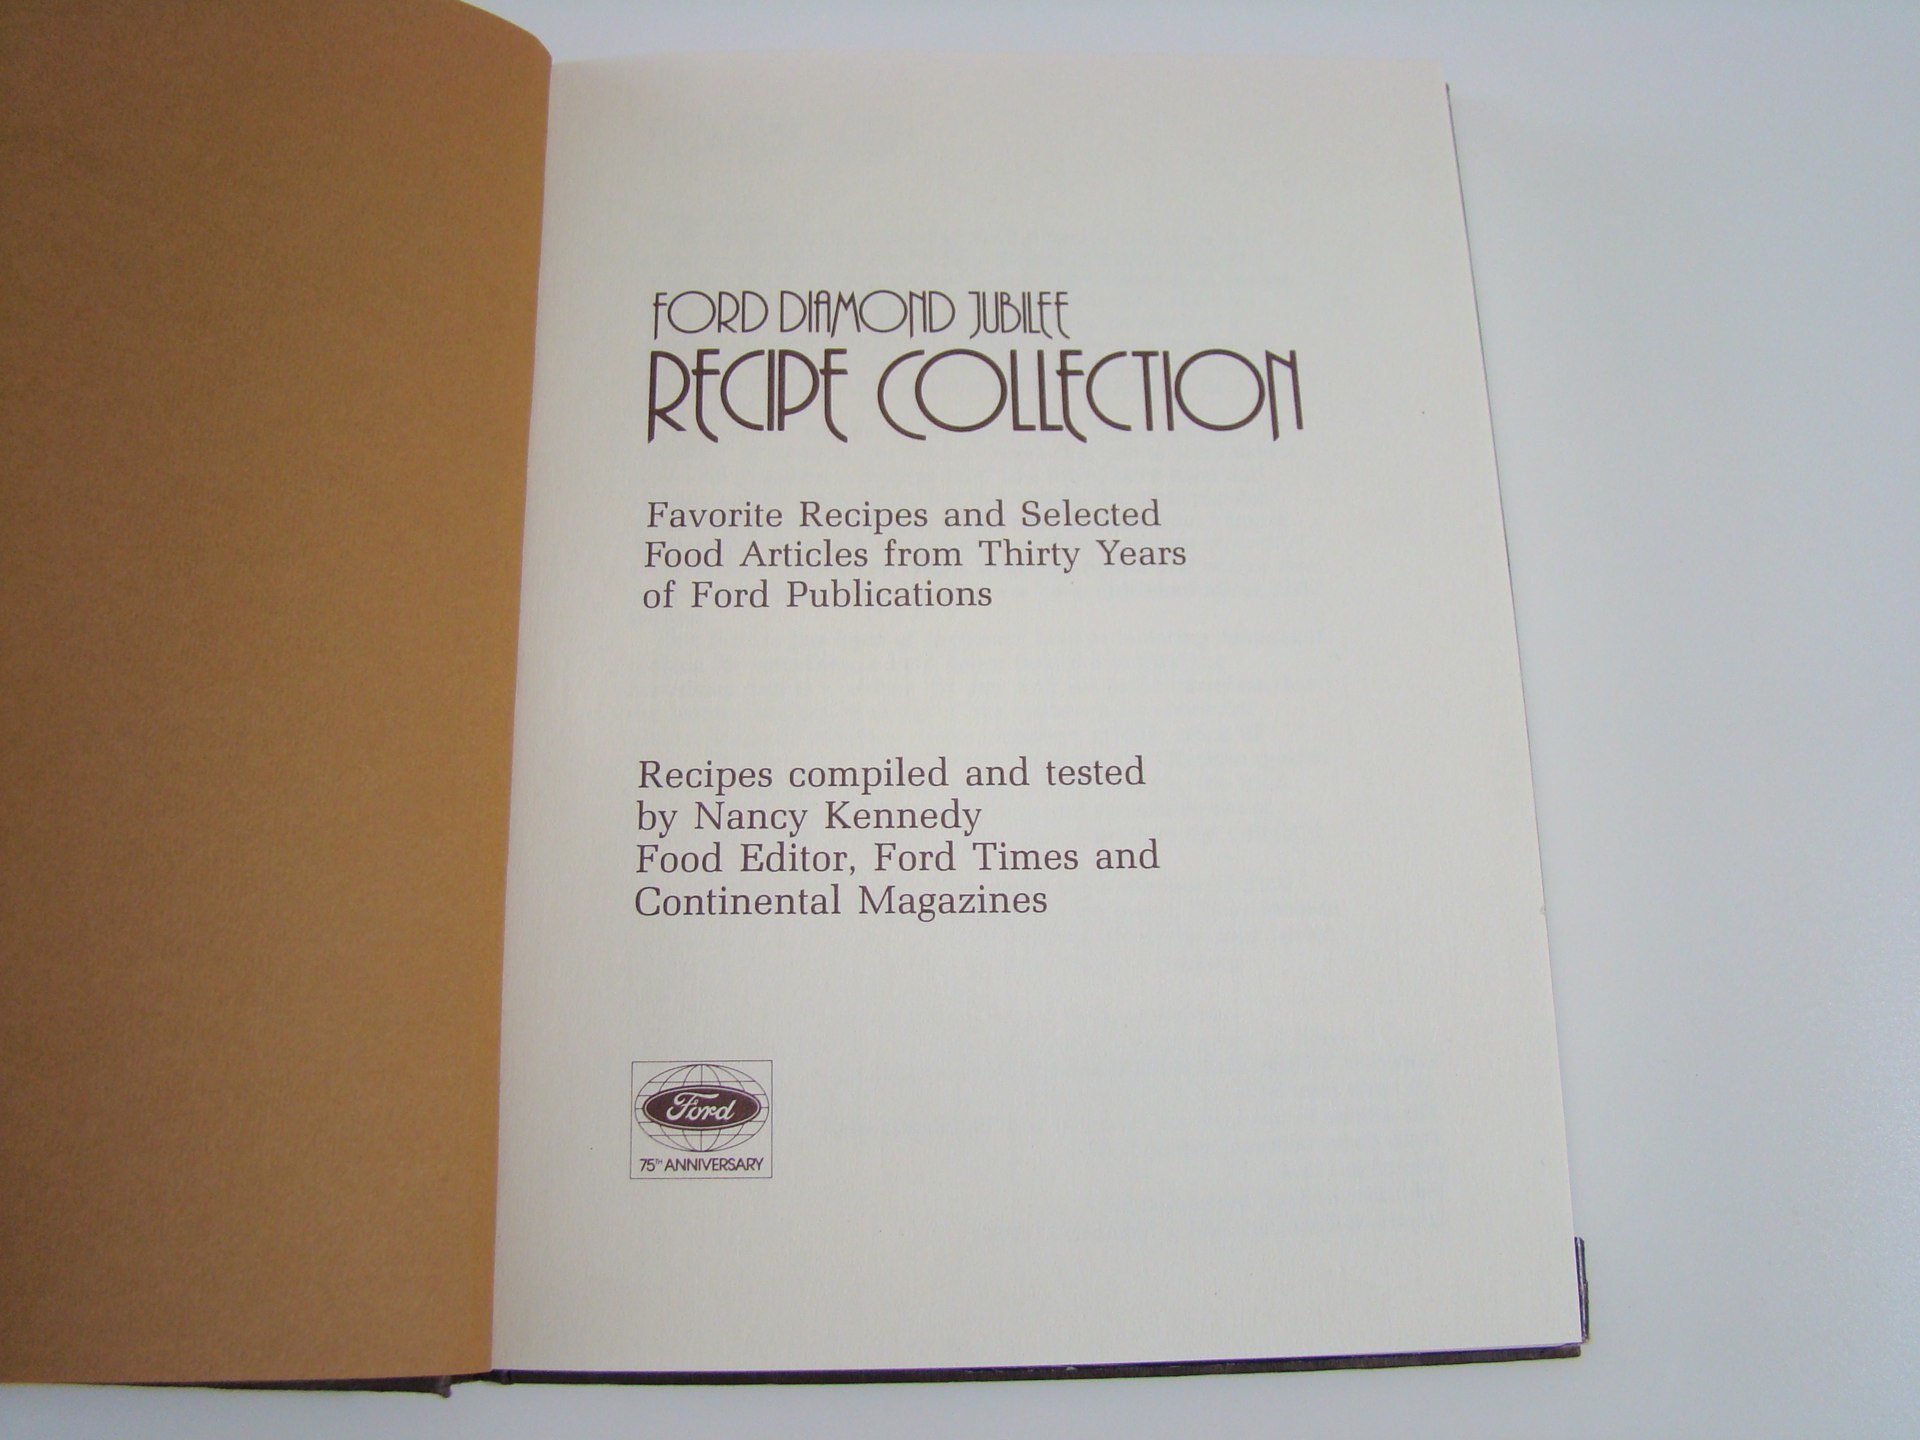 FORD DIAMOND JUBILEE
RECIPE COLLECTION
Favorite Recipes and Selected
Food Articles from Thirty Years
of Ford Publications
Recipes compiled and tested
by Nancy Kennedy
Food Editor, Ford Times and
Continental Magazines
Ford
75TH ANNIVERSARY